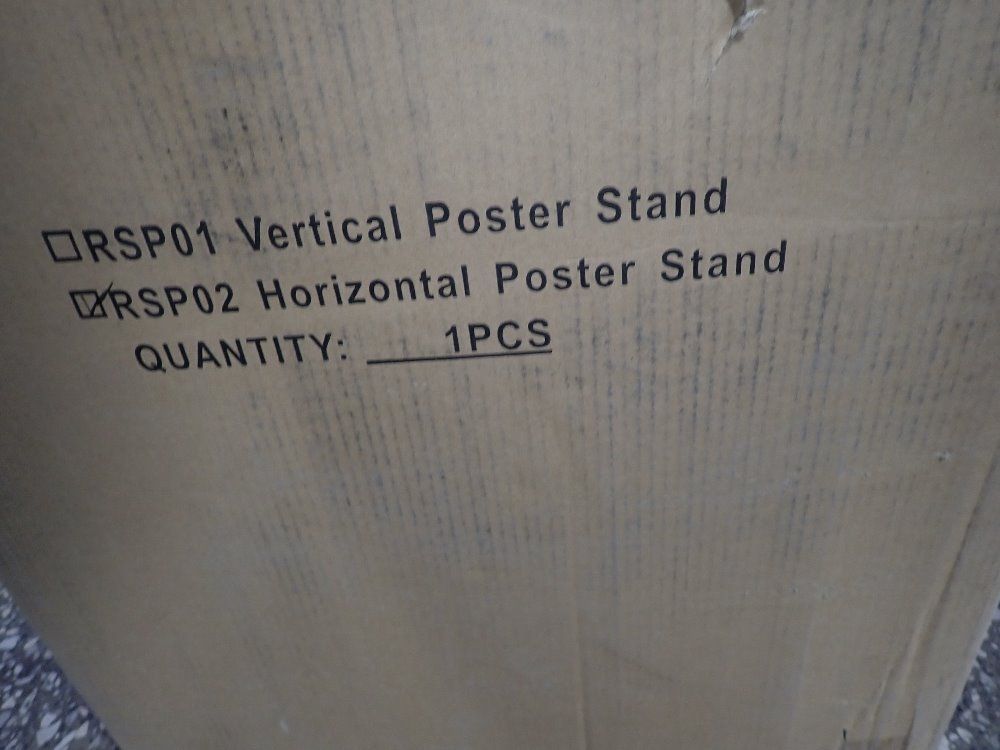 ☐RSP01 Vertical Poster Stand
☑RSP02 Horizontal Poster Stand
QUANTITY: 1PCS